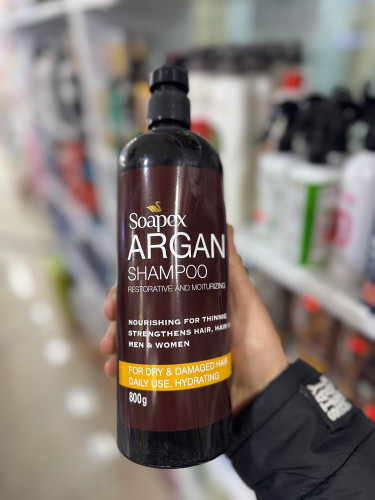 Soapex
ARGAN
SHAMPOO
RESTORATIVE AND MOITURIZING
NOURISHING FOR THINNING
STRENGTHENS HAIR, HAIR
MEN & WOMEN
FOR DRY & DAMAGED HAIR
DAILY USE, HYDRATING
800g